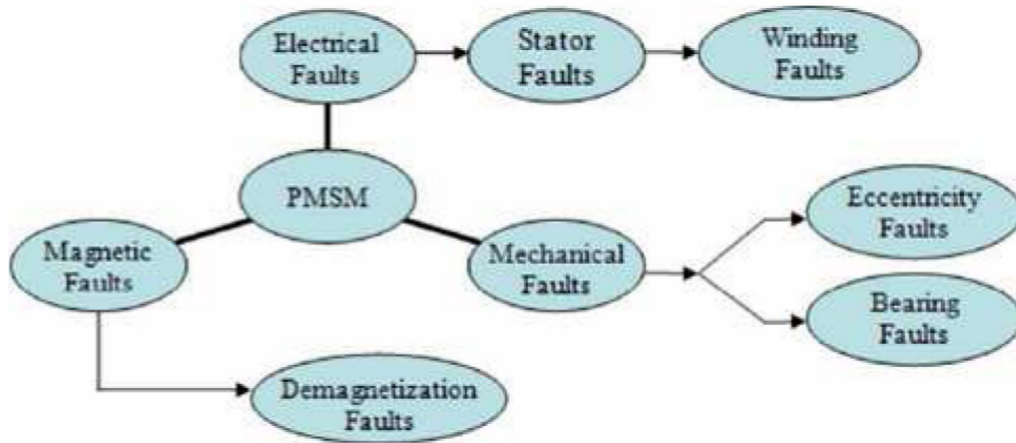 Electrical
Faults
Stator
Faults
Winding
Faults
PMSM
Eccentricity
Faults
Magnetic
Faults
Mechanical
Faults
Bearing
Faults
Demagnetization
Faults